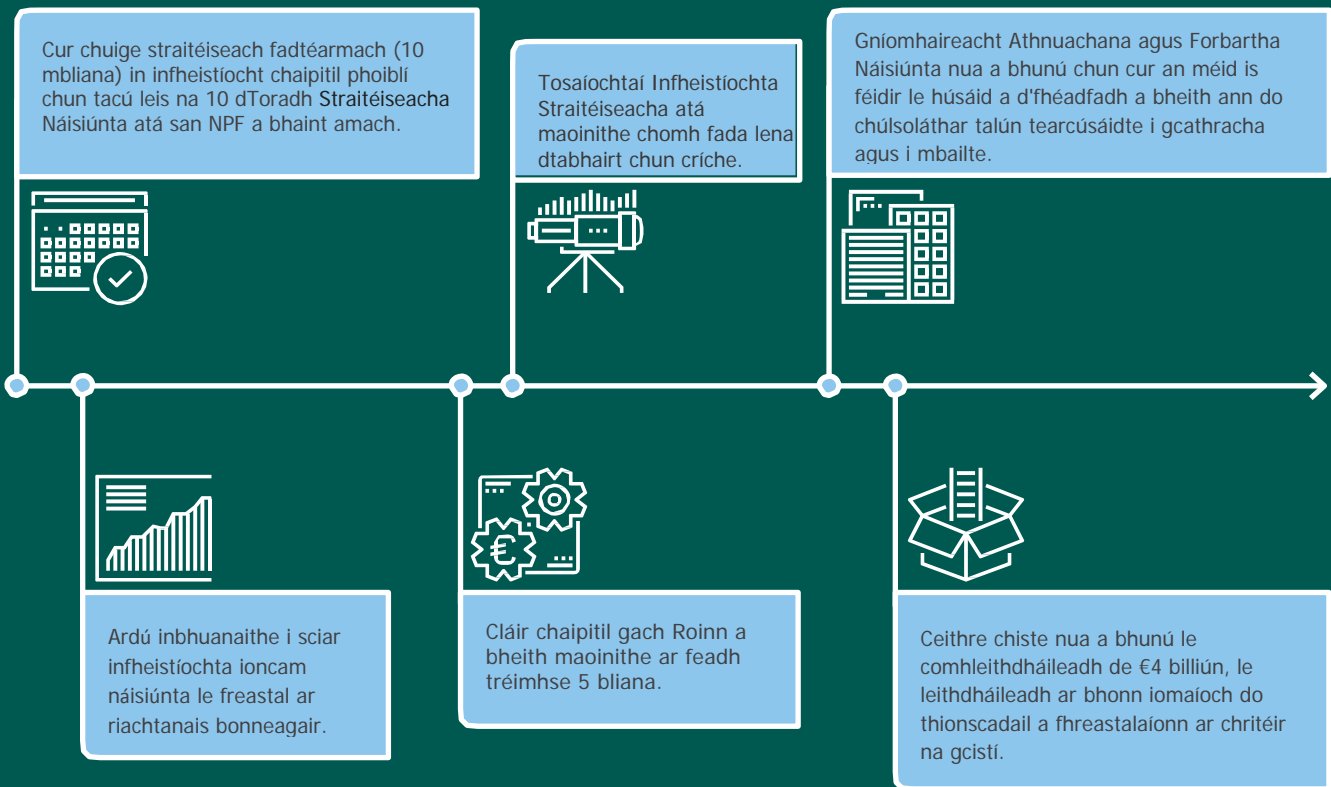 Cur chuige straitéiseach fadtéarmach (10
mbliana) in infheistíocht chaipitil phoiblí
chun tacú leis na 10 dToradh Straitéiseacha
Náisiúnta atá san NPF a bhaint amach.
Tosaíochtaí Infheistíochta
Straitéiseacha atá
maoinithe chomh fada lena
dtabhairt chun críche.
Gníomhaireacht Athnuachana agus Forbartha
Náisiúnta nua a bhunú chun cur an méid is
féidir le húsáid a d'fhéadfadh a bheith ann do
chúlsoláthar talún tearcúsáidte i gcathracha
agus i mbailte.
Ardú inbhuanaithe i sciar
infheistíochta ioncam
náisiúnta le freastal ar
riachtanais bonneagair.
€
Cláir chaipitil gach Roinn a
bheith maoinithe ar feadh
tréimhse 5 bliana.
Ceithre chiste nua a bhunú le
comhleithdháileadh de €4 billiún, le
leithdháileadh ar bhonn iomaíoch do
thionscadail a fhreastalaíonn ar chritéir
na gcistí.